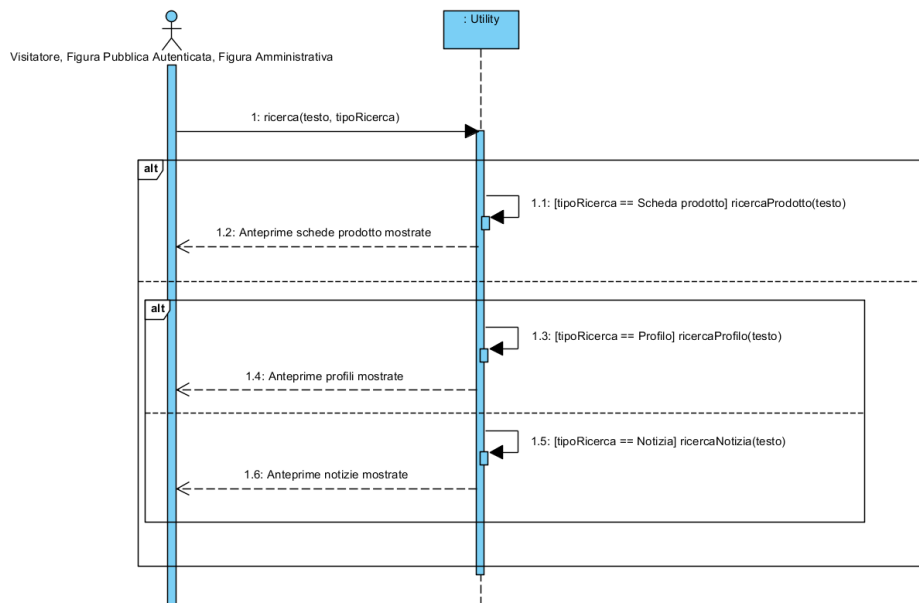 : Utility
Visitatore, Figura Pubblica Autenticata, Figura Amministrativa
1: ricerca(testo, tipoRicerca)
alt
1.1: [tipoRicerca == Scheda prodotto] ricercaProdotto(testo)
1.2: Anteprime schede prodotto mostrate
alt
1.3: [tipoRicerca == Profilo] ricercaProfilo(testo)
1.4: Anteprime profili mostrate
1.5: [tipoRicerca == Notizia] ricercaNotizia(testo)
1.6: Anteprime notizie mostrate